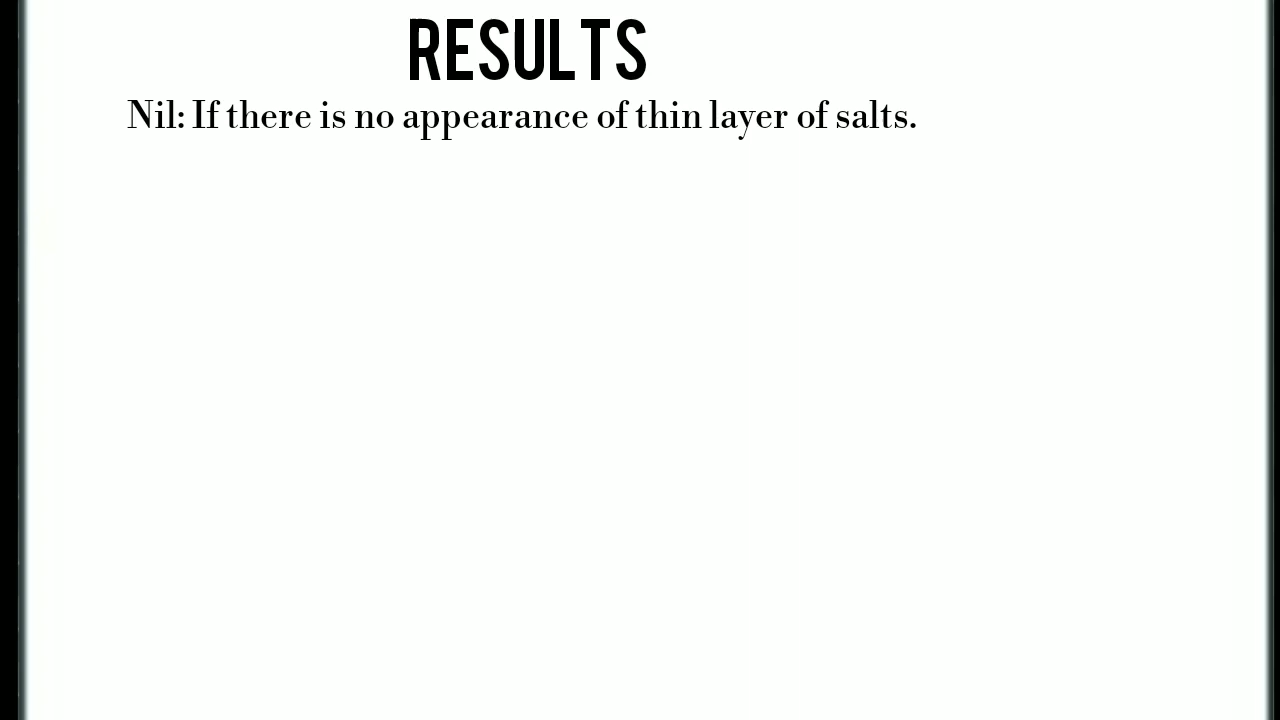 RESULTS
Nil: If there is no appearance of thin layer of salts.